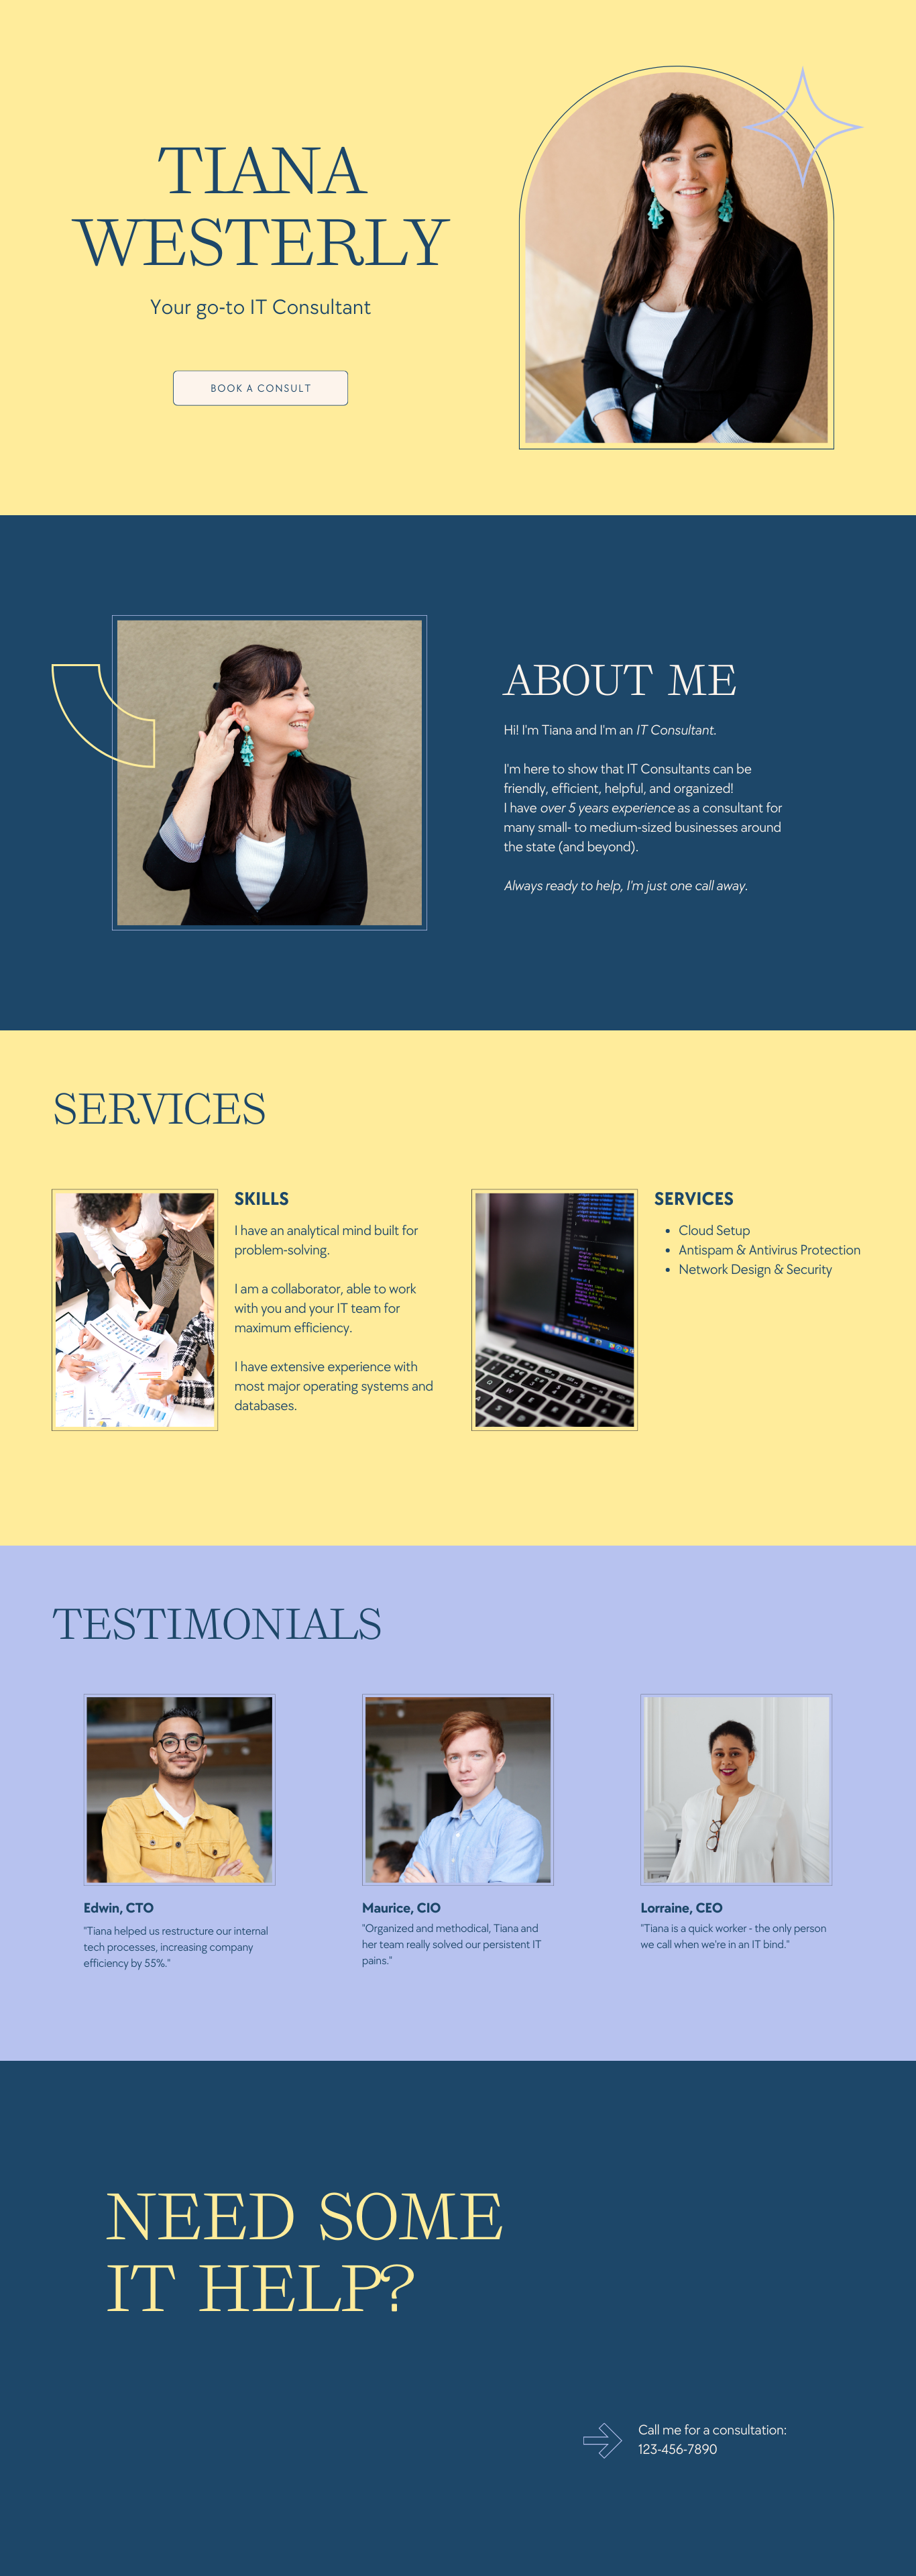 TIANA
WESTERLY
Your go-to IT Consultant
BOOK A CONSULT
ABOUT ME
Hi! I'm Tiana and I'm an IT Consultant.
I'm here to show that IT Consultants can be
friendly, efficient, helpful, and organized!
I have over 5 years experience as a consultant for
many small- to medium-sized businesses around
the state (and beyond).
Always ready to help, I'm just one call away.
SERVICES
SKILLS
I have an analytical mind built for
problem-solving.
I am a collaborator, able to work
with you and your IT team for
maximum efficiency.
I have extensive experience with
most major operating systems and
databases.
SERVICES
• Cloud Setup
• Antispam & Antivirus Protection
• Network Design & Security
TESTIMONIALS
Edwin, CTO
"Tiana helped us restructure our internal
tech processes, increasing company
efficiency by 55%."
Maurice, CIO
"Organized and methodical, Tiana and
her team really solved our persistent IT
pains."
Lorraine, CEO
"Tiana is a quick worker - the only person
we call when we're in an IT bind."
NEED SOME
IT HELP?
Call me for a consultation:
123-456-7890